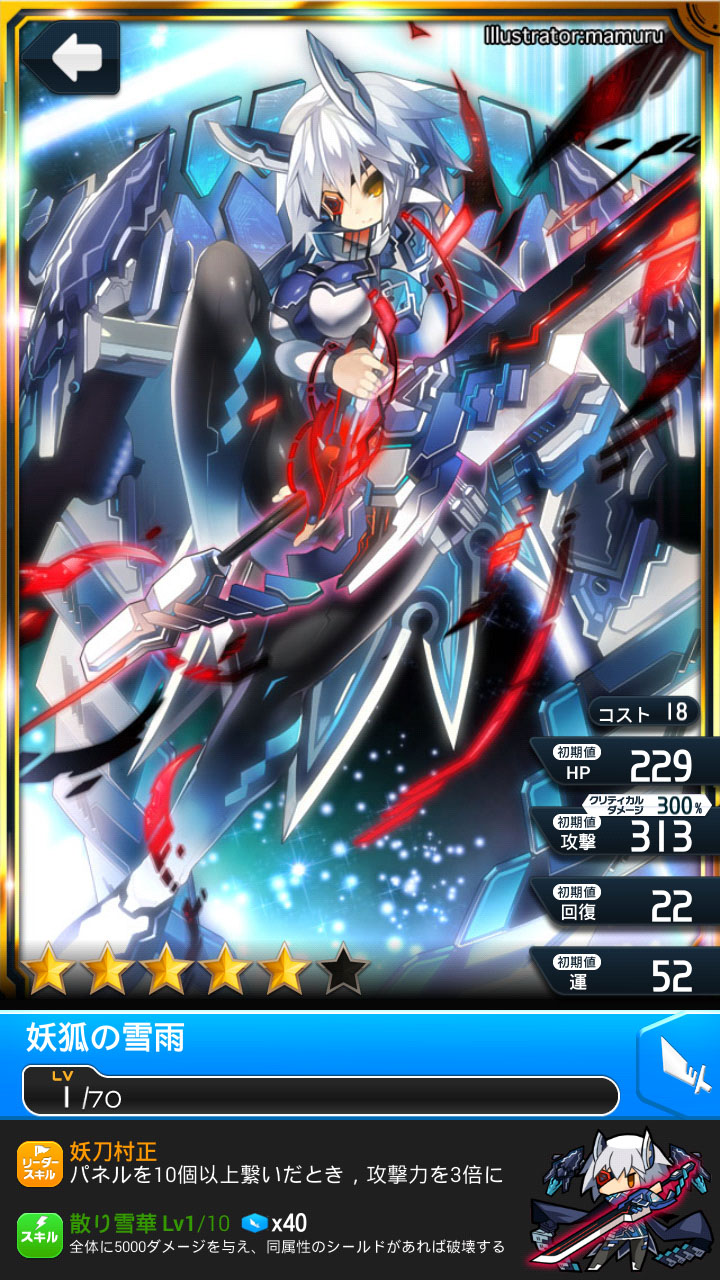 Illustrator:mamuru
コスト 18
初期値
HP 229
クリティカル
ダメージ 300%
初期値
攻撃 313
初期値
回復 22
初期値
運 52
妖狐の雪雨
LV
1/70
リーダー
スキル
妖刀村正
パネルを10個以上繋いだとき , 攻撃力を3倍に
スキル
散り雪華 Lv1/10 x40
全体に5000ダメージを与え、同属性のシールドがあれば破壊する